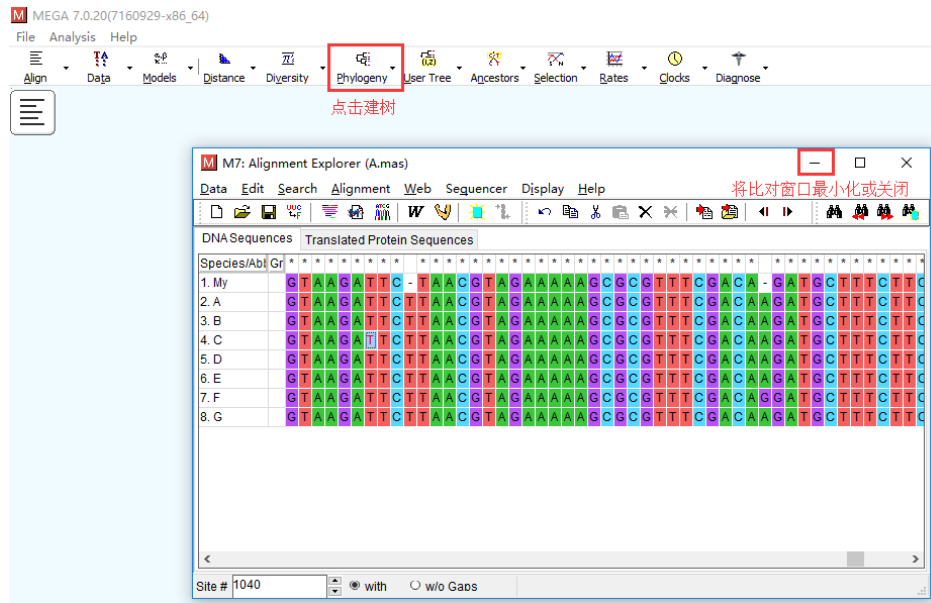 MEGA 7.0.20(7160929-x86_64)
File Analysis Help
Align Data Models Distance Diversity Phylogeny User Tree Ancestors Selection Rates Clocks Diagnose
点击建树
M7: Alignment Explorer (A.mas)
将比对窗口最小化或关闭
Data Edit Search Alignment Web Sequencer Display Help
DNA Sequences Translated Protein Sequences
Species/Abl Gr * * * * * * * * * * * * * * * * * * * * * * * * * * * * * * * * * * * * * * * * * * * * * * *
1. My G T A A G A T T C - T A A C G T A G A A A A A G C G C G T T T C G A C A - G A T G C T T T C T T C
2. A G T A A G A T T C T T A A C G T A G A A A A A G C G C G T T T C G A C A A G A T G C T T T C T T C
3. B G T A A G A T T C T T A A C G T A G A A A A A G C G C G T T T C G A C A A G A T G C T T T C T T C
4. C G T A A G A T T C T T A A C G T A G A A A A A G C G C G T T T C G A C A A G A T G C T T T C T T C
5. D G T A A G A T T C T T A A C G T A G A A A A A G C G C G T T T C G A C A A G A T G C T T T C T T C
6. E G T A A G A T T C T T A A C G T A G A A A A A G C G C G T T T C G A C A A G A T G C T T T C T T C
7. F G T A A G A T T C T T A A C G T A G A A A A A G C G C G T T T C G A C A G G A T G C T T T C T T C
8. G G T A A G A T T C T T A A C G T A G A A A A A G C G C G T T T C G A C A A G A T G C T T T C T T C
Site # 1040 with w/o Gaps